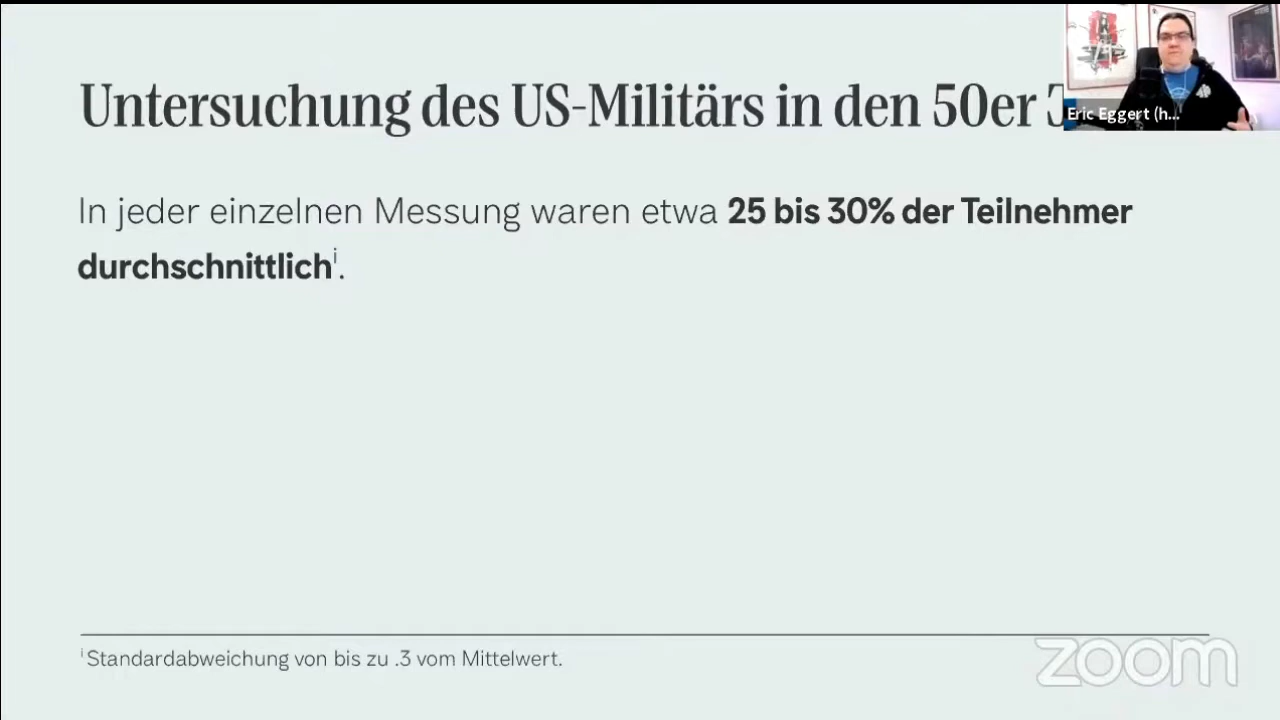 Untersuchung des US-Militärs in den 50er
Eric Eggert (h...
In jeder einzelnen Messung waren etwa 25 bis 30% der Teilnehmer
durchschnittlichⁱ.
ⁱ Standardabweichung von bis zu .3 vom Mittelwert.
zoom